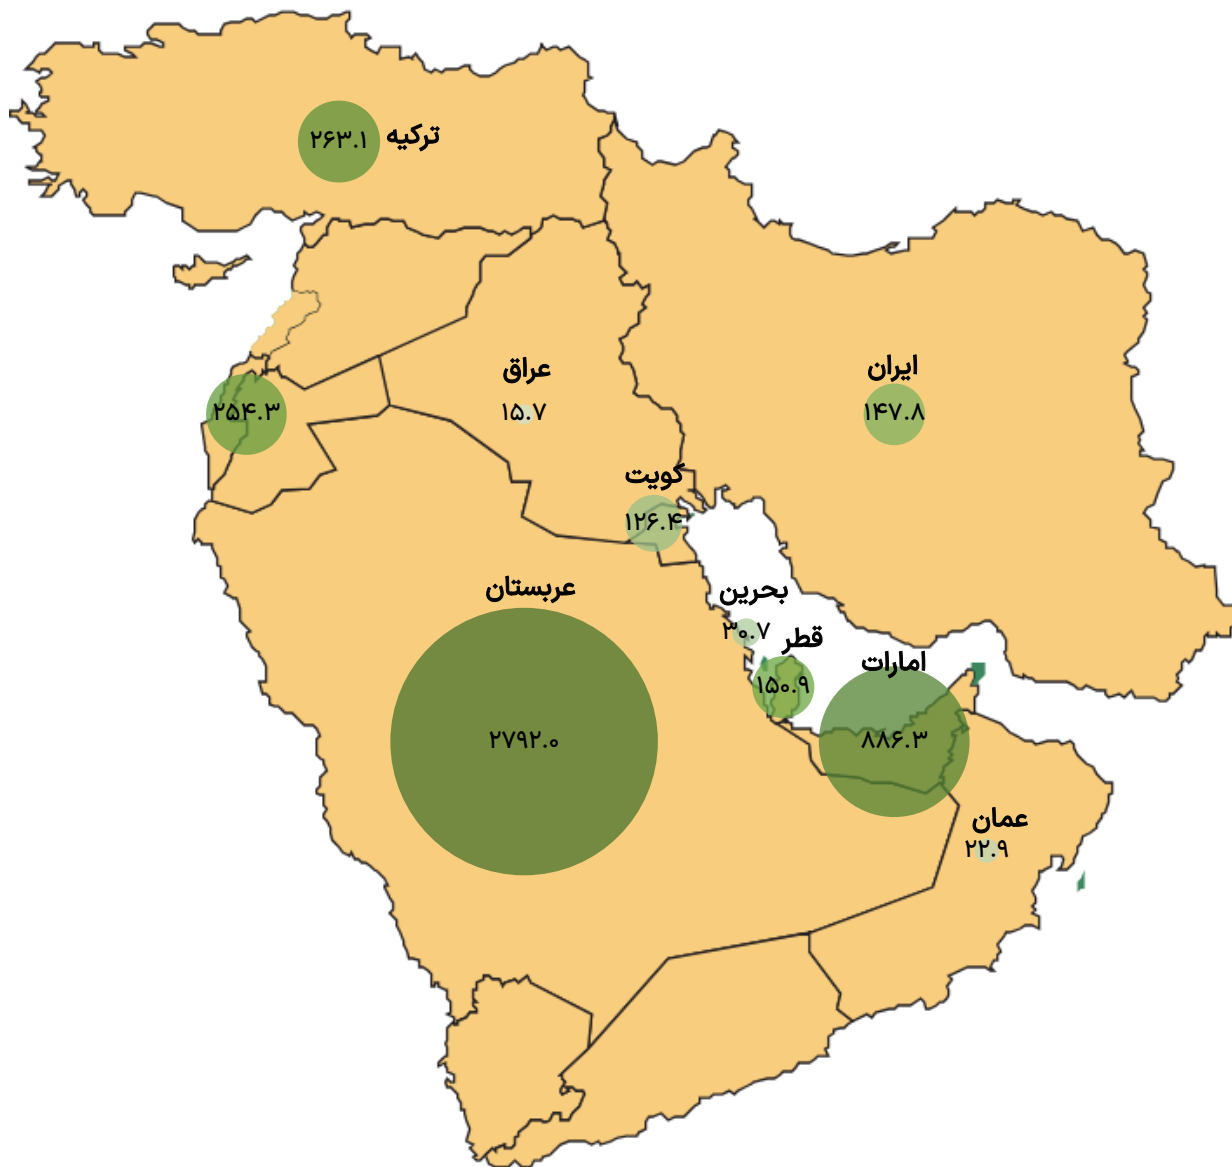 ترکیه
۲۶۳.۱
ایران
۱۴۷.۸
عراق
۱۵.۷
۲۵۴.۳
کویت
۱۲۶.۴
عربستان
۲۷۹۲.۰
بحرین
۳۰.۷
قطر
۱۵۰.۹
امارات
۸۸۶.۳
عمان
۲۲.۹